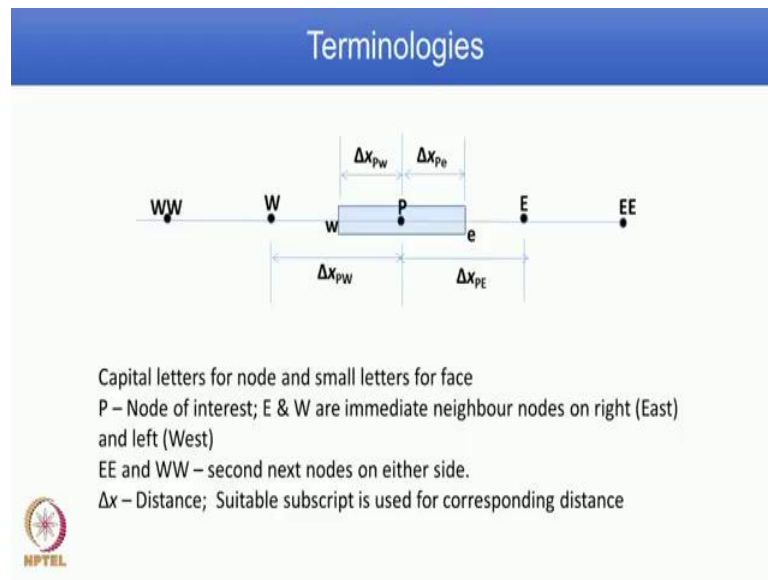 Terminologies
Δx_Pw Δx_Pe
WW W P E EE
w e
Δx_PW Δx_PE
Capital letters for node and small letters for face
P – Node of interest; E & W are immediate neighbour nodes on right (East)
and left (West)
EE and WW – second next nodes on either side.
Δx – Distance; Suitable subscript is used for corresponding distance
NPTEL